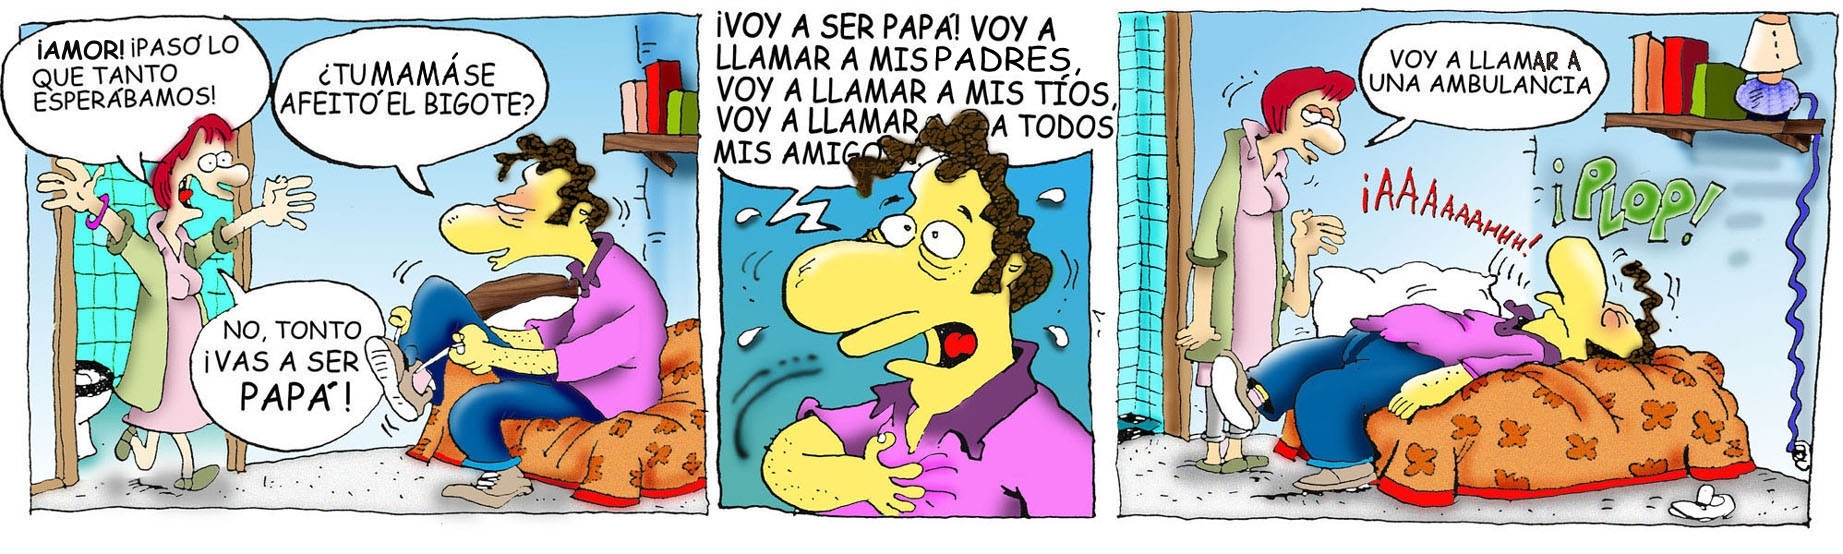 ¡AMOR! ¡PASÓ LO
QUE TANTO
ESPERÁBAMOS!
¿TU MAMÁ SE
AFEITÓ EL BIGOTE?
NO, TONTO
¡VAS A SER
PAPÁ!
¡VOY A SER PAPÁ! VOY A
LLAMAR A MIS PADRES,
VOY A LLAMAR A MIS TÍOS,
VOY A LLAMAR A TODOS
MIS AMIGO
VOY A LLAMAR A
UNA AMBULANCIA
¡AAAAAAAHHH!
¡PLOP!